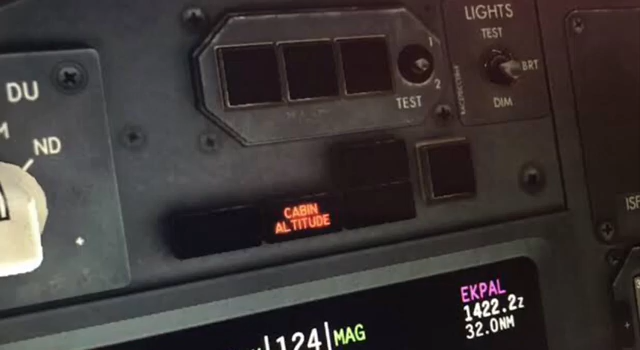 LIGHTS
TEST
BRT
DIM
1
2
TEST
DU
ND
CABIN
ALTITUDE
124 MAG
EKPAL
1422.2z
32.0NM